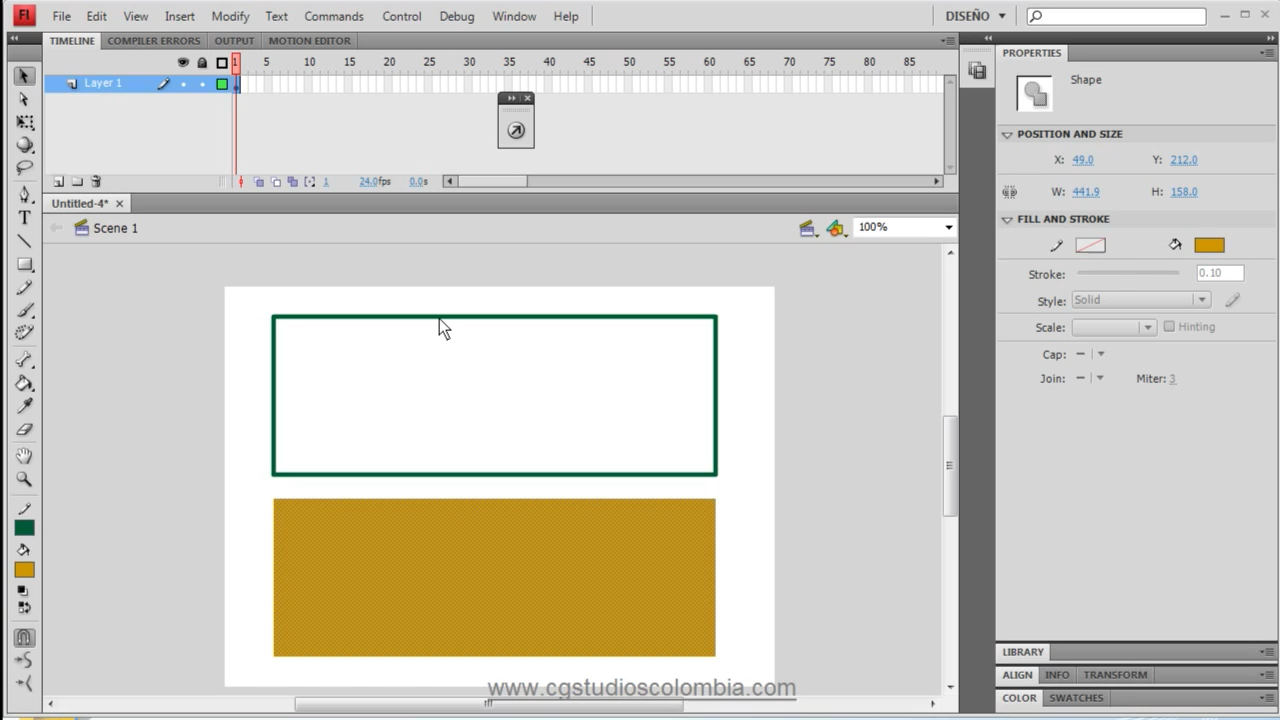 Fl File Edit View Insert Modify Text Commands Control Debug Window Help DISEÑO
TIMELINE COMPILER ERRORS OUTPUT MOTION EDITOR
1 10 15 20 25 30 35 40 45 50 55 60 65 70 75 80 85
Layer 1
1 24.0fps 0.0s
Untitled-4*
Scene 1 100%
PROPERTIES
Shape
POSITION AND SIZE
X: 49.0 Y: 212.0
W: 441.9 H: 158.0
FILL AND STROKE
Stroke: 0.10
Style: Solid
Scale: Hinting
Cap:
Join: Miter: 3
LIBRARY
ALIGN INFO TRANSFORM
COLOR SWATCHES
T
www.cgstudioscolombia.com